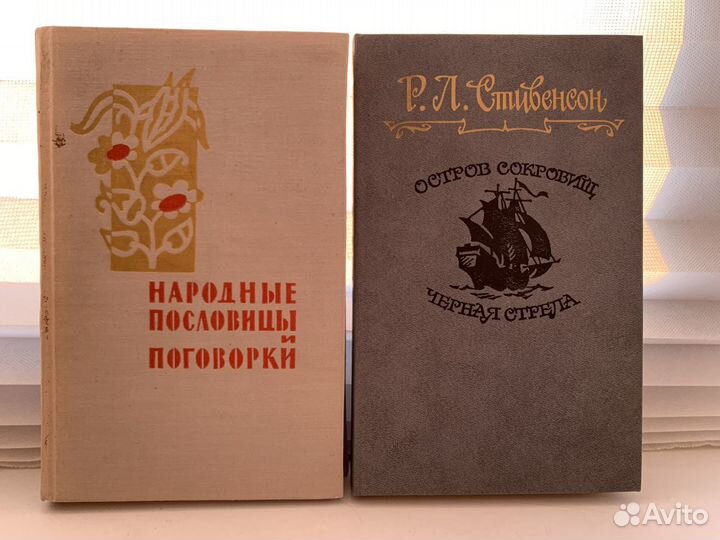 НАРОДНЫЕ
ПОСЛОВИЦЫ
И
ПОГОВОРКИ
Р. Л. Стивенсон
ОСТРОВ СОКРОВИЩ
ЧЕРНАЯ СТРЕЛА
Avito